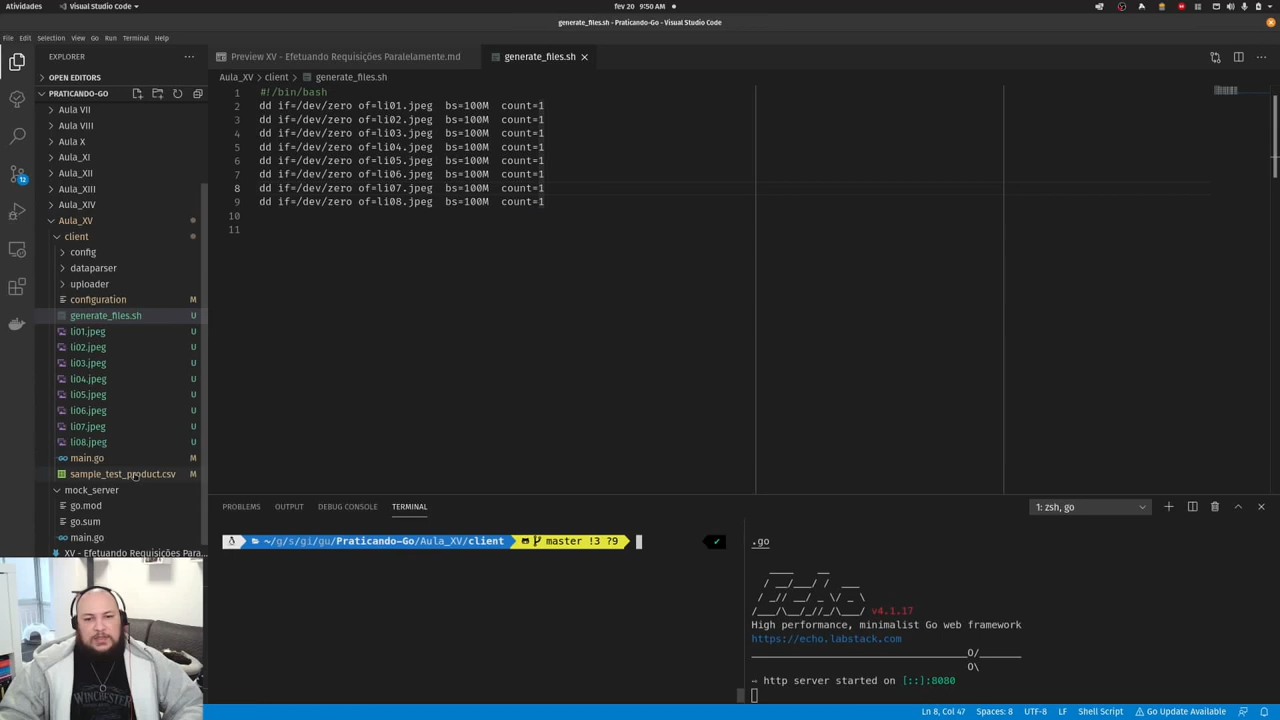 Atividades
Visual Studio Code
fev 20 9:50 AM
generate_files.sh - Praticando-Go - Visual Studio Code
File Edit Selection View Go Run Terminal Help
EXPLORER
OPEN EDITORS
PRATICANDO-GO
Aula VII
Aula VIII
Aula X
Aula_XI
Aula_XII
Aula_XIII
Aula_XIV
Aula_XV
client
config
dataparser
uploader
configuration M
generate_files.sh U
li01.jpeg U
li02.jpeg U
li03.jpeg U
li04.jpeg U
li05.jpeg U
li06.jpeg U
li07.jpeg U
li08.jpeg U
main.go M
sample_test_product.csv M
mock_server
go.mod
go.sum
main.go
XV - Efetuando Requisições Para...
12
Preview XV - Efetuando Requisições Paralelamente.md
generate_files.sh
Aula_XV > client > generate_files.sh
1 #!/bin/bash
2 dd if=/dev/zero of=li01.jpeg bs=100M count=1
3 dd if=/dev/zero of=li02.jpeg bs=100M count=1
4 dd if=/dev/zero of=li03.jpeg bs=100M count=1
5 dd if=/dev/zero of=li04.jpeg bs=100M count=1
6 dd if=/dev/zero of=li05.jpeg bs=100M count=1
7 dd if=/dev/zero of=li06.jpeg bs=100M count=1
8 dd if=/dev/zero of=li07.jpeg bs=100M count=1
9 dd if=/dev/zero of=li08.jpeg bs=100M count=1
10
11
PROBLEMS OUTPUT DEBUG CONSOLE TERMINAL
1: zsh, go
~/g/s/gi/gu/Praticando-Go/Aula_XV/client master !3 ?9
.go
v4.1.17
High performance, minimalist Go web framework
https://echo.labstack.com
____________________________________O/_______
O\
⇨ http server started on [::]:8080
WINCHESTER
Ln 8, Col 47 Spaces: 8 UTF-8 LF Shell Script Go Update Available